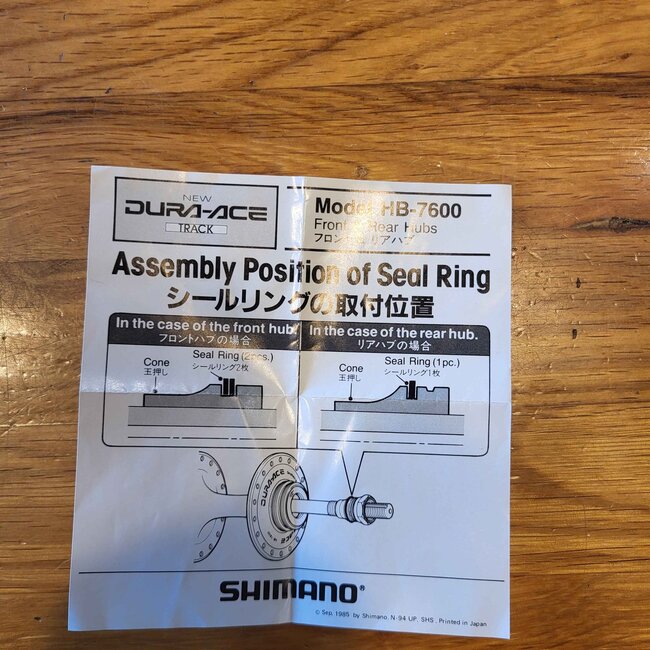 NEW
DURA-ACE
TRACK
Model HB-7600
Front Rear Hubs
フロント リアハブ
Assembly Position of Seal Ring
シールリングの取付位置
In the case of the front hub.
フロントハブの場合
Cone
玉押し
Seal Ring (2pcs.)
シールリング2枚
In the case of the rear hub.
リアハブの場合
Cone
玉押し
Seal Ring (1pc.)
シールリング1枚
DURA-ACE
SHIMANO®
© Sep. 1985 by Shimano. N-94 UP. SHS. Printed in Japan